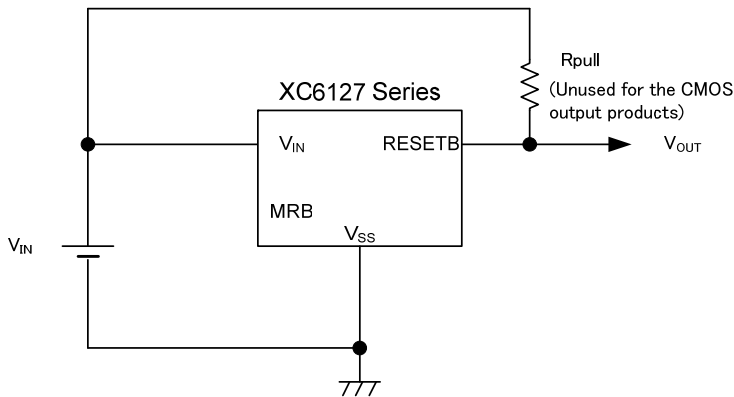 Rpull
(Unused for the CMOS
output products)
XC6127 Series
VIN
RESETB
VOUT
MRB
VSS
VIN